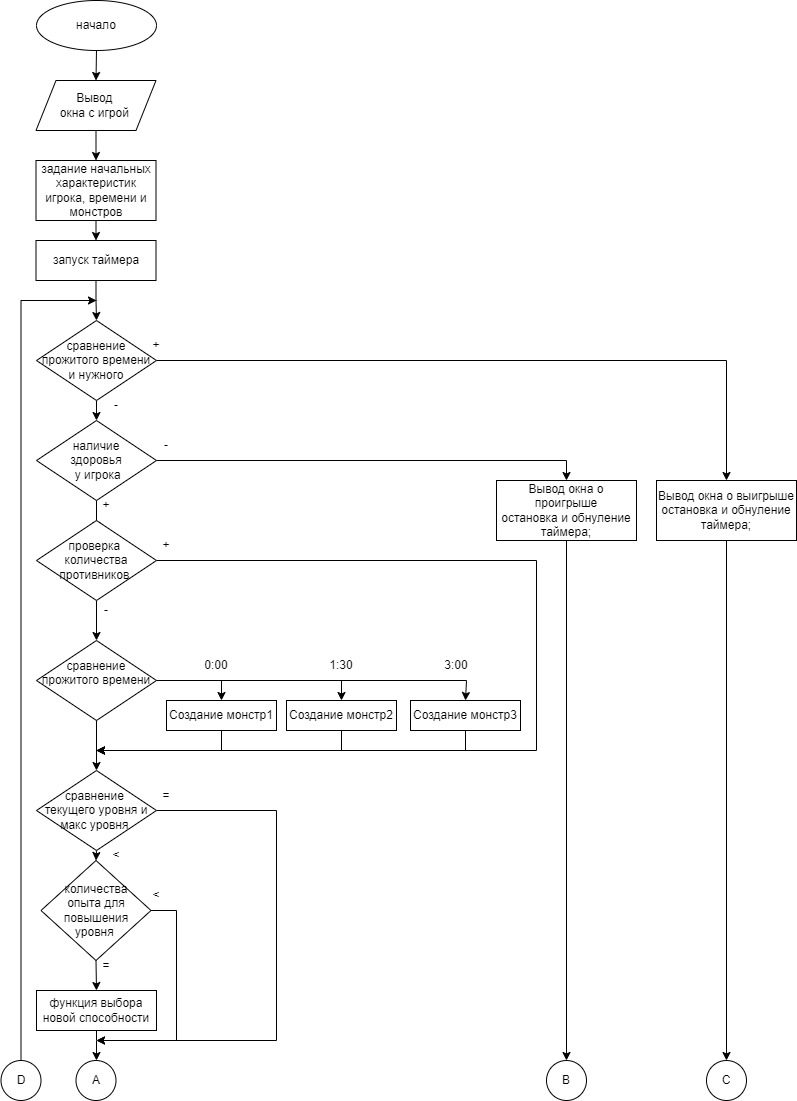 начало
Вывод
окна с игрой
задание начальных
характеристик
игрока, времени и
монстров
запуск таймера
сравнение
прожитого времени
и нужного
+
-
наличие
здоровья
у игрока
-
+
Вывод окна о
проигрыше
остановка и обнуление
таймера;
Вывод окна о выигрыше
остановка и обнуление
таймера;
проверка
количества
противников
+
-
сравнение
прожитого времени
0:00
1:30
3:00
Создание монстр1
Создание монстр2
Создание монстр3
сравнение
текущего уровня и
макс уровня
=
<
количества
опыта для
повышения
уровня
<
=
функция выбора
новой способности
D
A
B
C